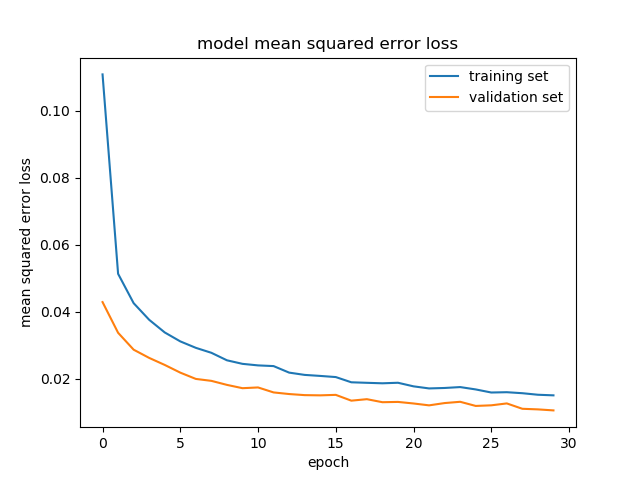 model mean squared error loss
training set
validation set
mean squared error loss
0.10
0.08
0.06
0.04
0.02
0 5 10 15 20 25 30
epoch